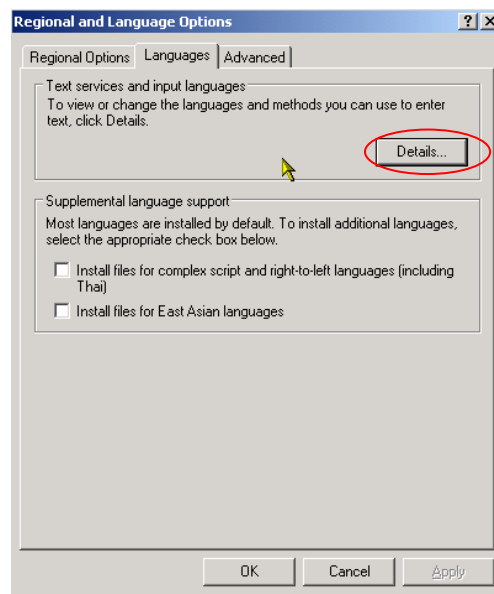 Regional and Language Options
Regional Options Languages Advanced
Text services and input languages
To view or change the languages and methods you can use to enter
text, click Details.
Details...
Supplemental language support
Most languages are installed by default. To install additional languages,
select the appropriate check box below.
Install files for complex script and right-to-left languages (including
Thai)
Install files for East Asian languages
OK Cancel Apply